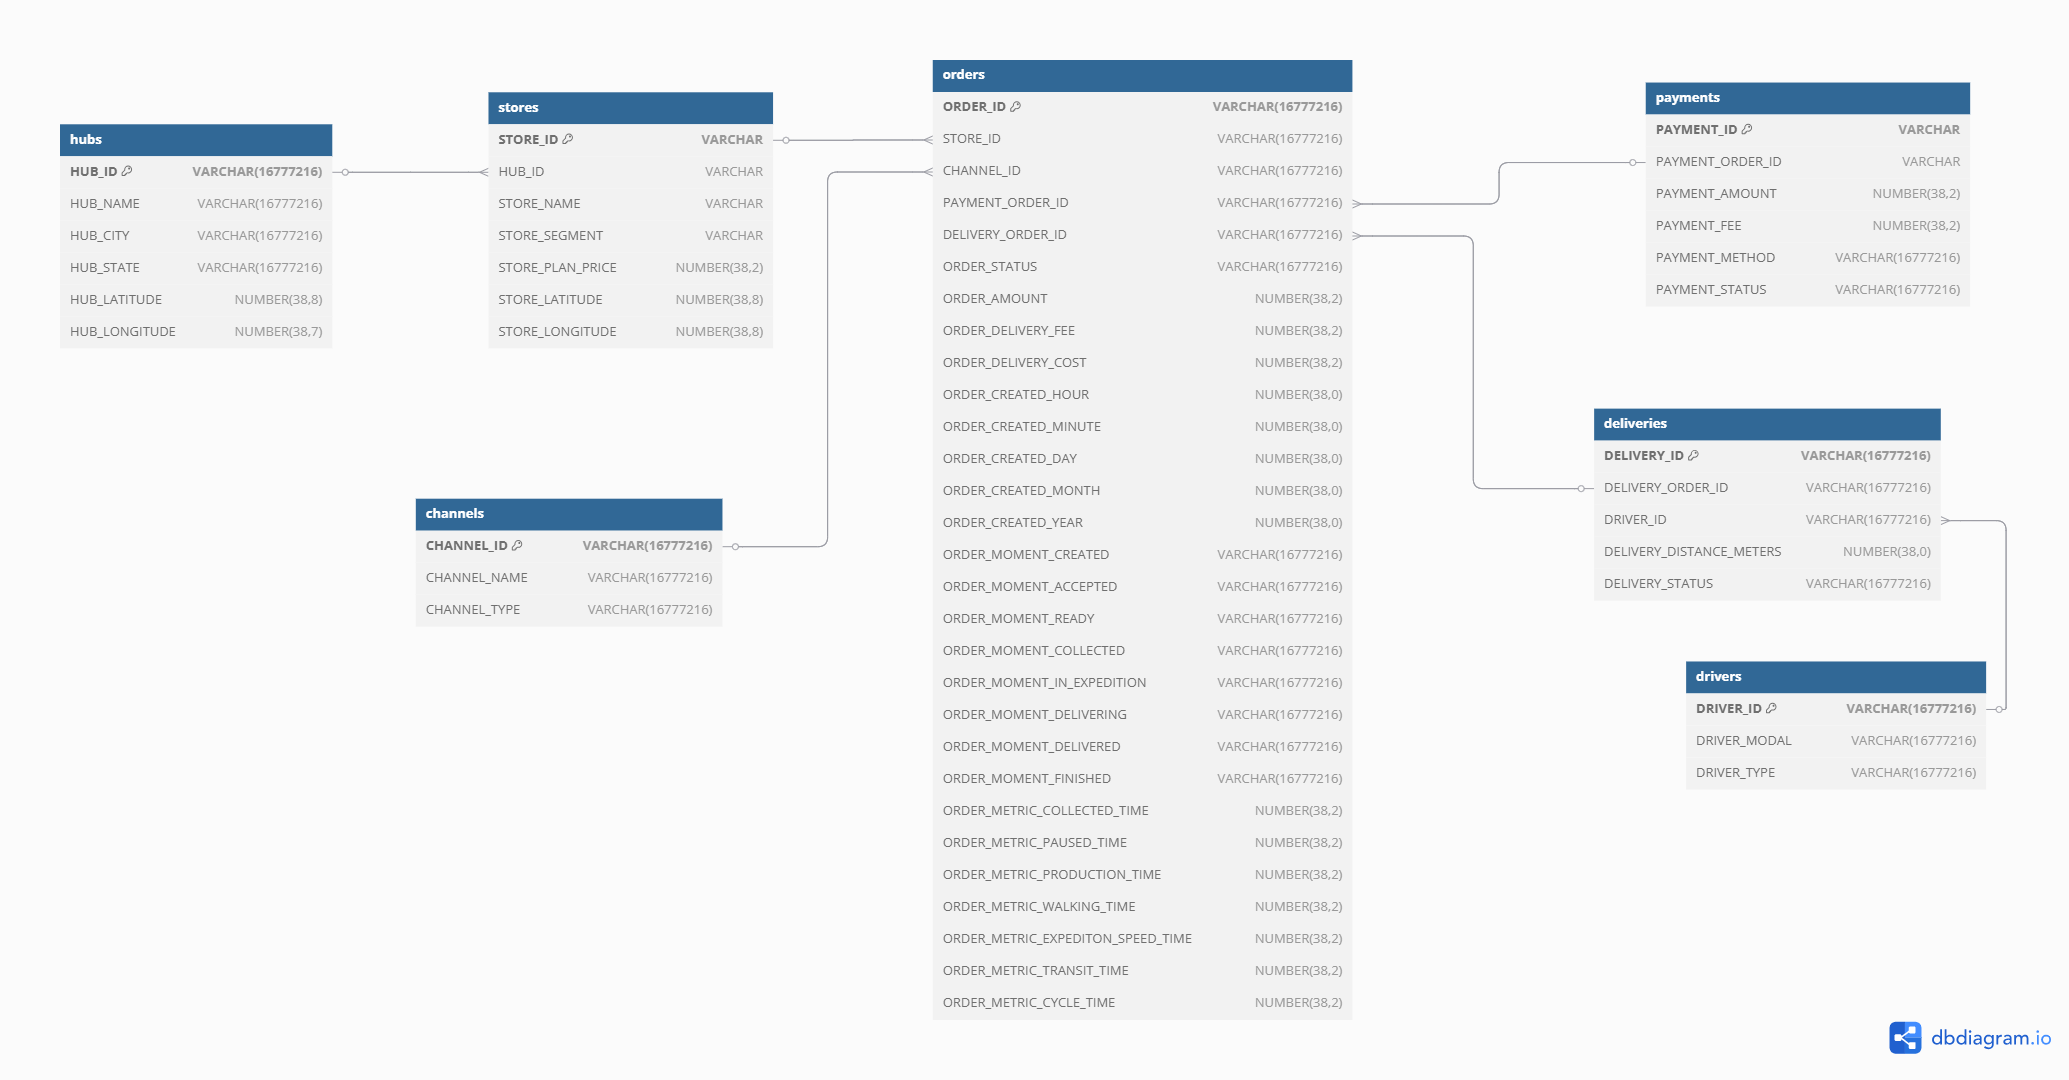 hubs
HUB_ID VARCHAR(16777216)
HUB_NAME VARCHAR(16777216)
HUB_CITY VARCHAR(16777216)
HUB_STATE VARCHAR(16777216)
HUB_LATITUDE NUMBER(38,8)
HUB_LONGITUDE NUMBER(38,7)
stores
STORE_ID VARCHAR
HUB_ID VARCHAR
STORE_NAME VARCHAR
STORE_SEGMENT VARCHAR
STORE_PLAN_PRICE NUMBER(38,2)
STORE_LATITUDE NUMBER(38,8)
STORE_LONGITUDE NUMBER(38,8)
channels
CHANNEL_ID VARCHAR(16777216)
CHANNEL_NAME VARCHAR(16777216)
CHANNEL_TYPE VARCHAR(16777216)
orders
ORDER_ID VARCHAR(16777216)
STORE_ID VARCHAR(16777216)
CHANNEL_ID VARCHAR(16777216)
PAYMENT_ORDER_ID VARCHAR(16777216)
DELIVERY_ORDER_ID VARCHAR(16777216)
ORDER_STATUS VARCHAR(16777216)
ORDER_AMOUNT NUMBER(38,2)
ORDER_DELIVERY_FEE NUMBER(38,2)
ORDER_DELIVERY_COST NUMBER(38,2)
ORDER_CREATED_HOUR NUMBER(38,0)
ORDER_CREATED_MINUTE NUMBER(38,0)
ORDER_CREATED_DAY NUMBER(38,0)
ORDER_CREATED_MONTH NUMBER(38,0)
ORDER_CREATED_YEAR NUMBER(38,0)
ORDER_MOMENT_CREATED VARCHAR(16777216)
ORDER_MOMENT_ACCEPTED VARCHAR(16777216)
ORDER_MOMENT_READY VARCHAR(16777216)
ORDER_MOMENT_COLLECTED VARCHAR(16777216)
ORDER_MOMENT_IN_EXPEDITION VARCHAR(16777216)
ORDER_MOMENT_DELIVERING VARCHAR(16777216)
ORDER_MOMENT_DELIVERED VARCHAR(16777216)
ORDER_MOMENT_FINISHED VARCHAR(16777216)
ORDER_METRIC_COLLECTED_TIME NUMBER(38,2)
ORDER_METRIC_PAUSED_TIME NUMBER(38,2)
ORDER_METRIC_PRODUCTION_TIME NUMBER(38,2)
ORDER_METRIC_WALKING_TIME NUMBER(38,2)
ORDER_METRIC_EXPEDITON_SPEED_TIME NUMBER(38,2)
ORDER_METRIC_TRANSIT_TIME NUMBER(38,2)
ORDER_METRIC_CYCLE_TIME NUMBER(38,2)
payments
PAYMENT_ID VARCHAR
PAYMENT_ORDER_ID VARCHAR
PAYMENT_AMOUNT NUMBER(38,2)
PAYMENT_FEE NUMBER(38,2)
PAYMENT_METHOD VARCHAR(16777216)
PAYMENT_STATUS VARCHAR(16777216)
deliveries
DELIVERY_ID VARCHAR(16777216)
DELIVERY_ORDER_ID VARCHAR(16777216)
DRIVER_ID VARCHAR(16777216)
DELIVERY_DISTANCE_METERS NUMBER(38,0)
DELIVERY_STATUS VARCHAR(16777216)
drivers
DRIVER_ID VARCHAR(16777216)
DRIVER_MODAL VARCHAR(16777216)
DRIVER_TYPE VARCHAR(16777216)
dbdiagram.io